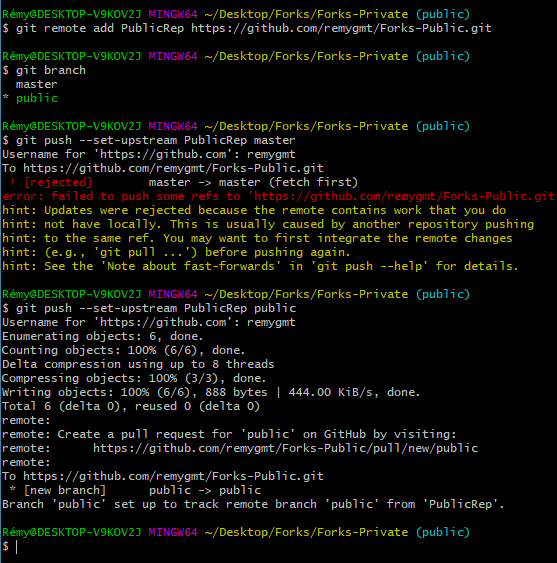 Rémy@DESKTOP-V9KOV2J MINGW64 ~/Desktop/Forks/Forks-Private (public)
$ git remote add PublicRep https://github.com/remygmt/Forks-Public.git
Rémy@DESKTOP-V9KOV2J MINGW64 ~/Desktop/Forks/Forks-Private (public)
$ git branch
  master
* public
Rémy@DESKTOP-V9KOV2J MINGW64 ~/Desktop/Forks/Forks-Private (public)
$ git push --set-upstream PublicRep master
Username for 'https://github.com': remygmt
To https://github.com/remygmt/Forks-Public.git
 ! [rejected]        master -> master (fetch first)
error: failed to push some refs to 'https://github.com/remygmt/Forks-Public.git
hint: Updates were rejected because the remote contains work that you do
hint: not have locally. This is usually caused by another repository pushing
hint: to the same ref. You may want to first integrate the remote changes
hint: (e.g., 'git pull ...') before pushing again.
hint: See the 'Note about fast-forwards' in 'git push --help' for details.
Rémy@DESKTOP-V9KOV2J MINGW64 ~/Desktop/Forks/Forks-Private (public)
$ git push --set-upstream PublicRep public
Username for 'https://github.com': remygmt
Enumerating objects: 6, done.
Counting objects: 100% (6/6), done.
Delta compression using up to 8 threads
Compressing objects: 100% (3/3), done.
Writing objects: 100% (6/6), 888 bytes | 444.00 KiB/s, done.
Total 6 (delta 0), reused 0 (delta 0)
remote:
remote: Create a pull request for 'public' on GitHub by visiting:
remote:      https://github.com/remygmt/Forks-Public/pull/new/public
remote:
To https://github.com/remygmt/Forks-Public.git
 * [new branch]      public -> public
Branch 'public' set up to track remote branch 'public' from 'PublicRep'.
Rémy@DESKTOP-V9KOV2J MINGW64 ~/Desktop/Forks/Forks-Private (public)
$